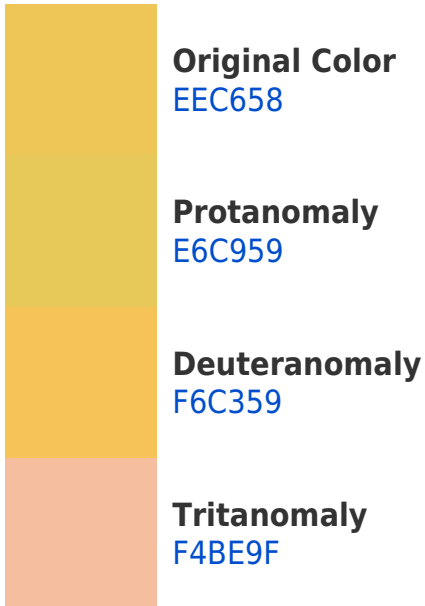 Original Color
EEC658
Protanomaly
E6C959
Deuteranomaly
F6C359
Tritanomaly
F4BE9F